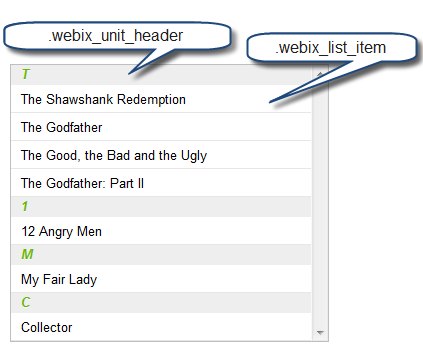 .webix_unit_header
.webix_list_item
T
The Shawshank Redemption
The Godfather
The Good, the Bad and the Ugly
The Godfather: Part II
1
12 Angry Men
M
My Fair Lady
C
Collector